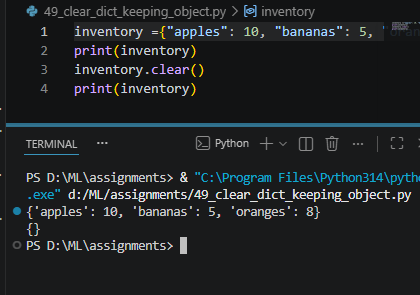 49_clear_dict_keeping_object.py > inventory
1 inventory ={"apples": 10, "bananas": 5,
2 print(inventory)
3 inventory.clear()
4 print(inventory)
TERMINAL ... Python
PS D:\ML\assignments> & "C:\Program Files\Python314\pytho
.exe" d:/ML/assignments/49_clear_dict_keeping_object.py
{'apples': 10, 'bananas': 5, 'oranges': 8}
{}
PS D:\ML\assignments>